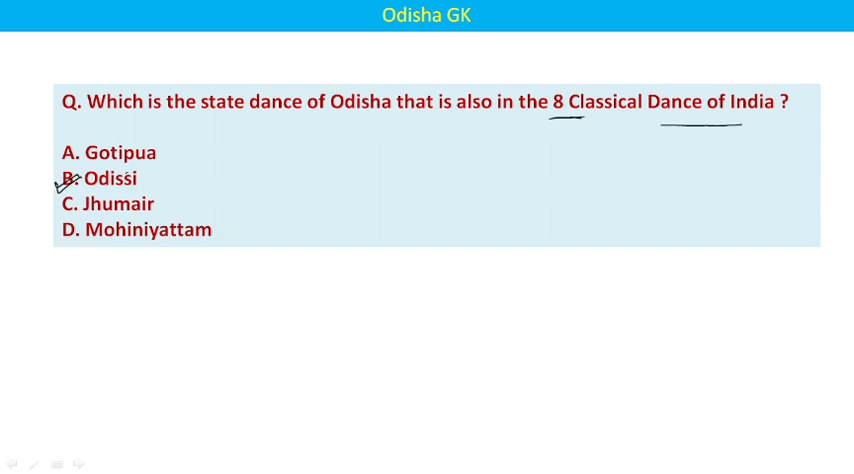 Odisha GK
Q. Which is the state dance of Odisha that is also in the 8 Classical Dance of India ?
A. Gotipua
B. Odissi
C. Jhumair
D. Mohiniyattam